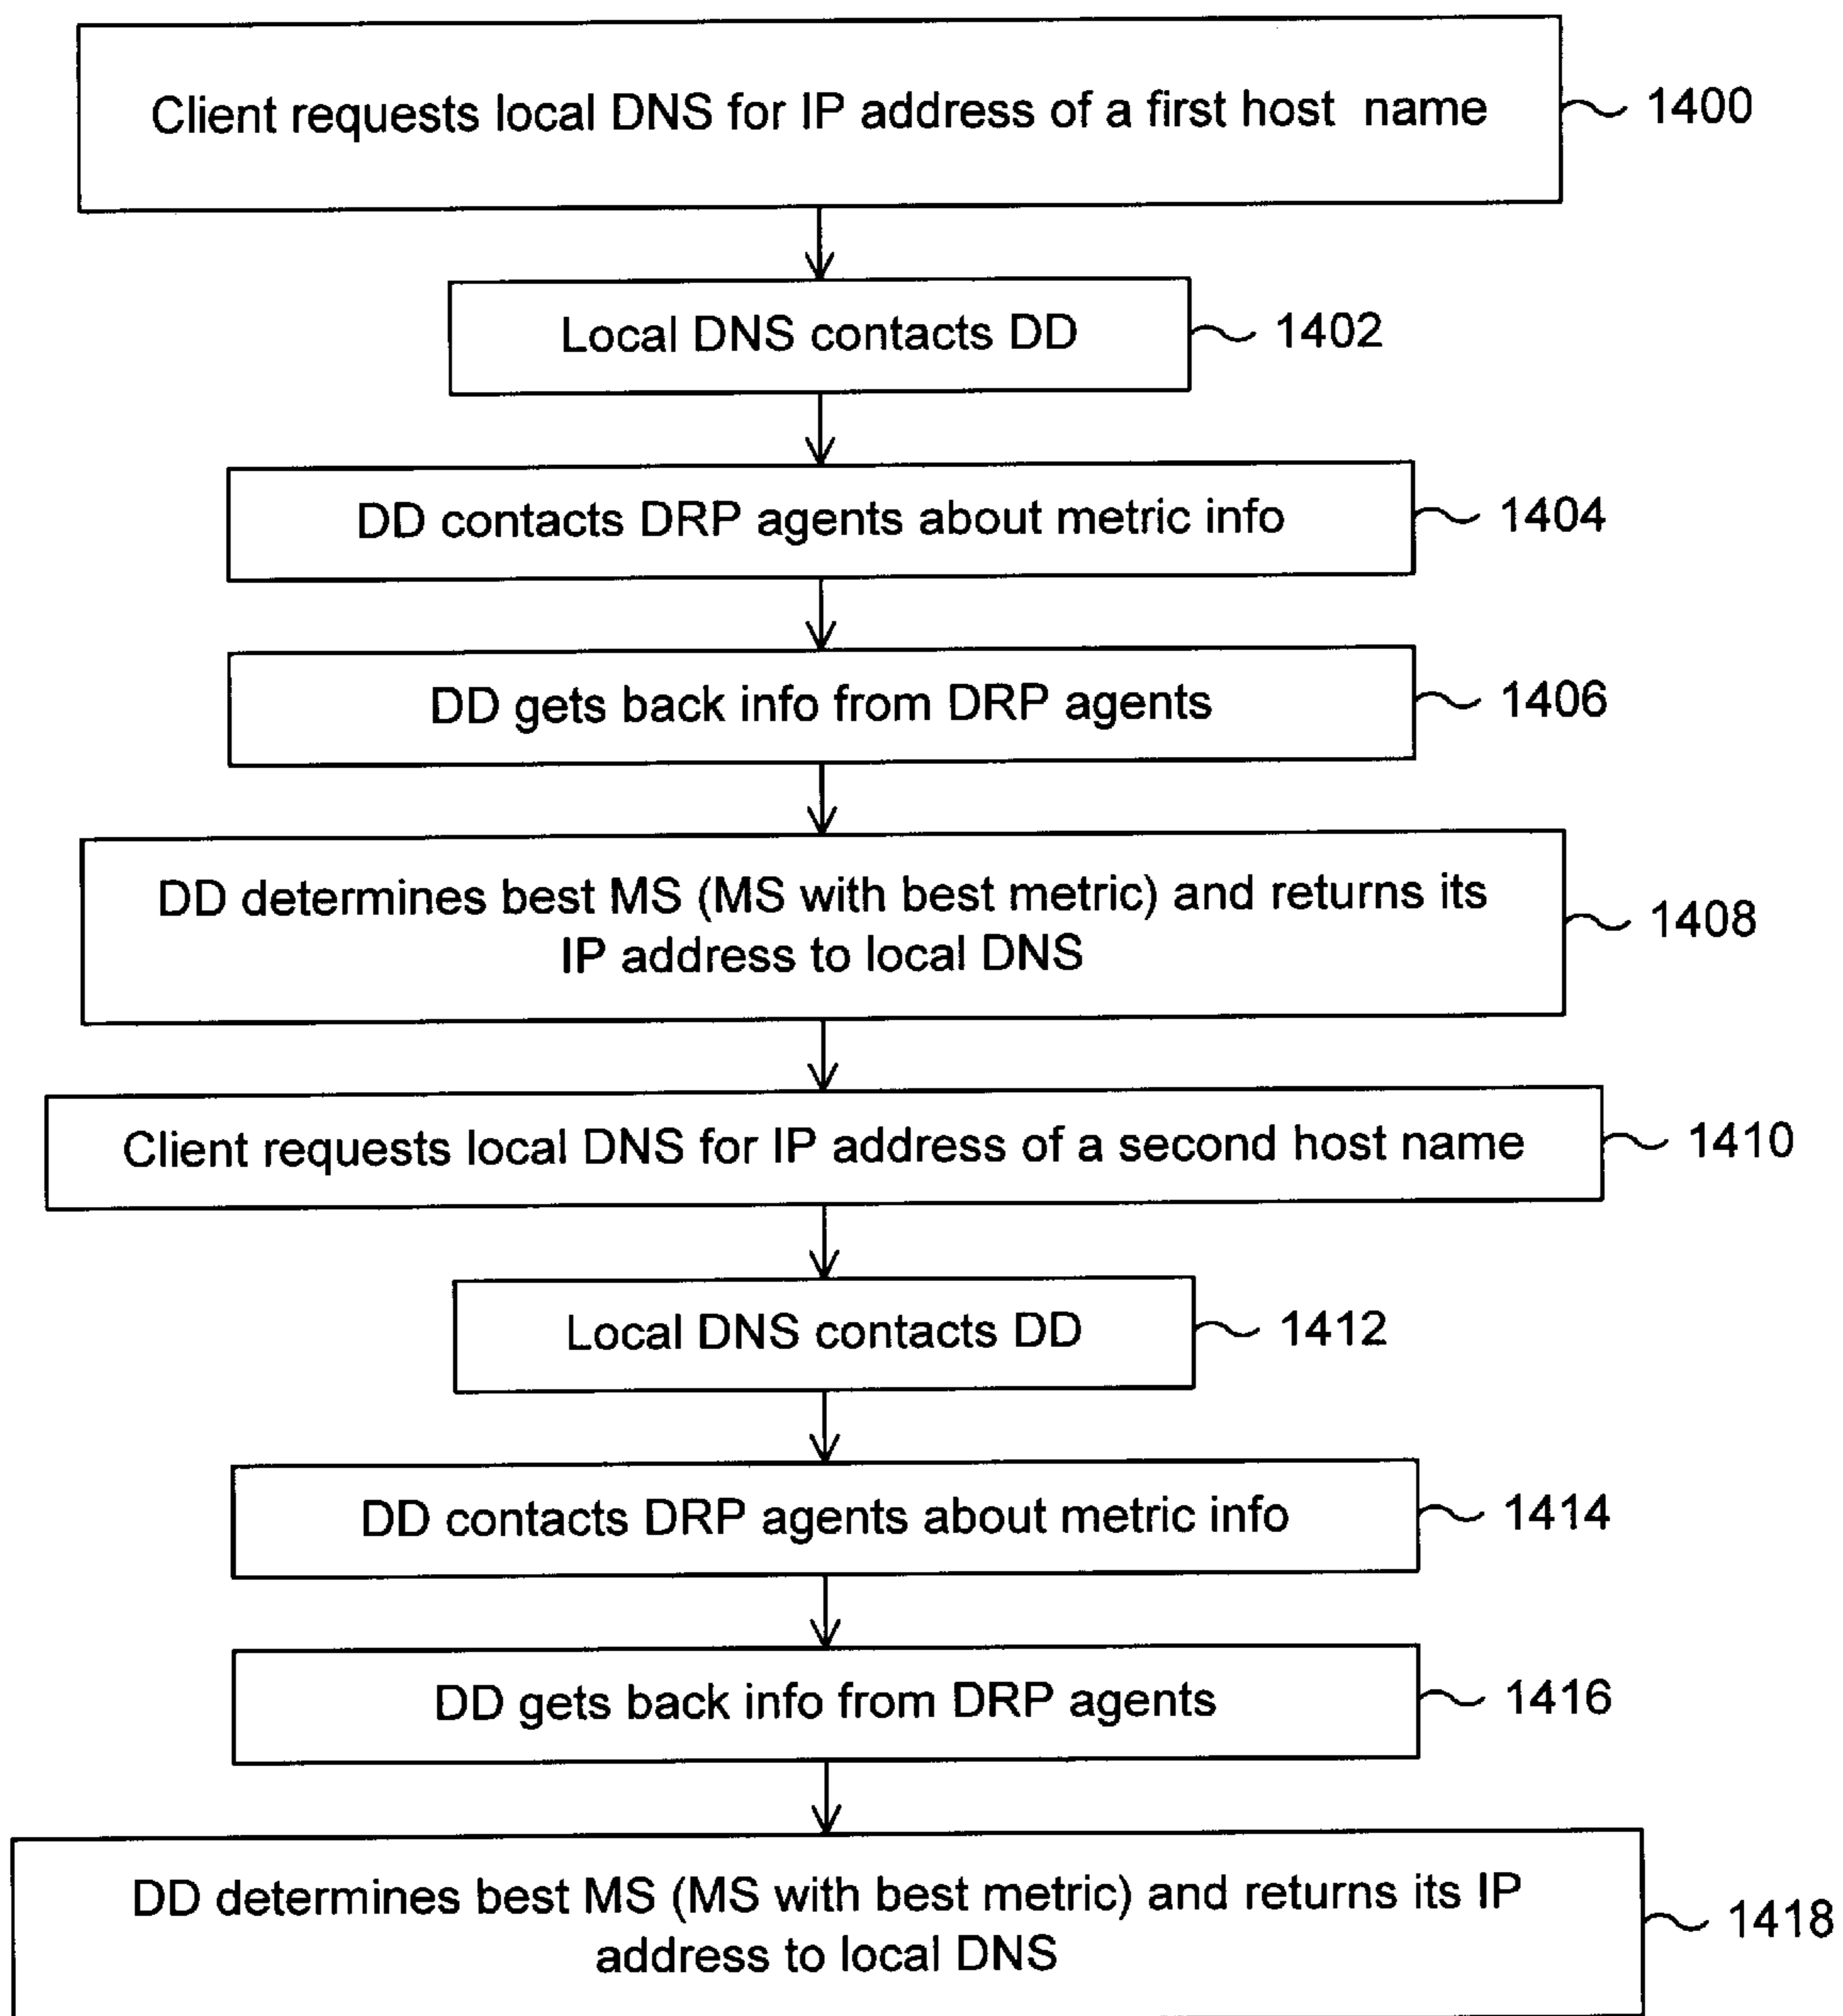 Client requests local DNS for IP address of a first host name
1400
Local DNS contacts DD
1402
DD contacts DRP agents about metric info
1404
DD gets back info from DRP agents
1406
DD determines best MS (MS with best metric) and returns its
IP address to local DNS
1408
Client requests local DNS for IP address of a second host name
1410
Local DNS contacts DD
1412
DD contacts DRP agents about metric info
1414
DD gets back info from DRP agents
1416
DD determines best MS (MS with best metric) and returns its IP
address to local DNS
1418